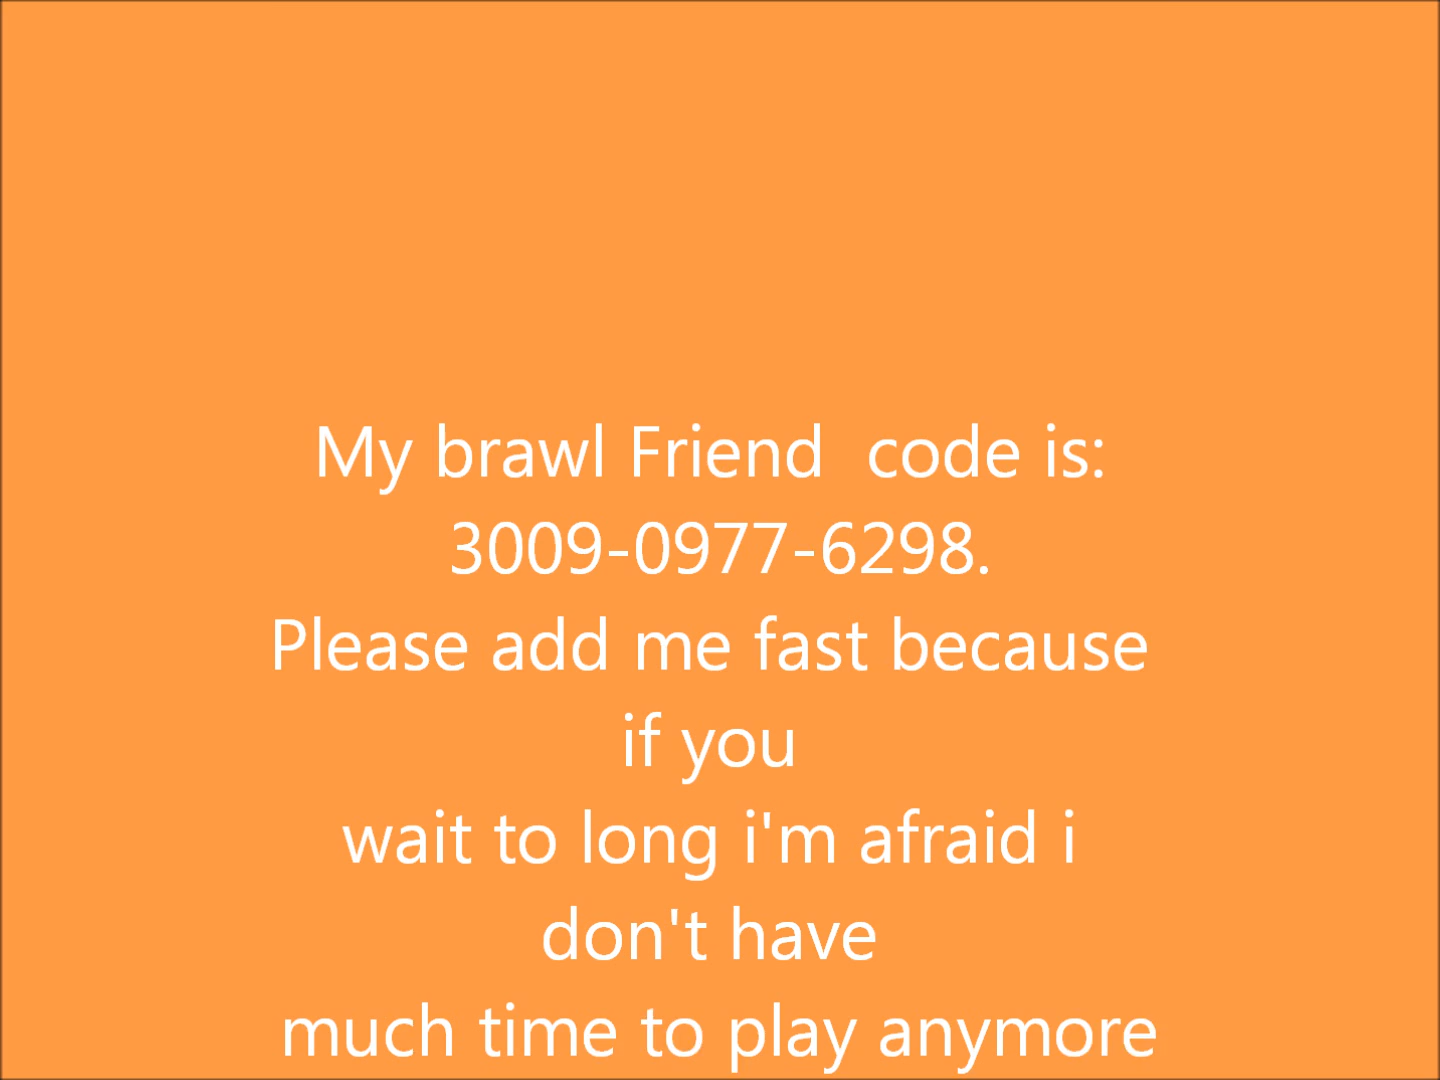 My brawl Friend  code is:
3009-0977-6298.
Please add me fast because
if you
wait to long i'm afraid i
don't have
much time to play anymore